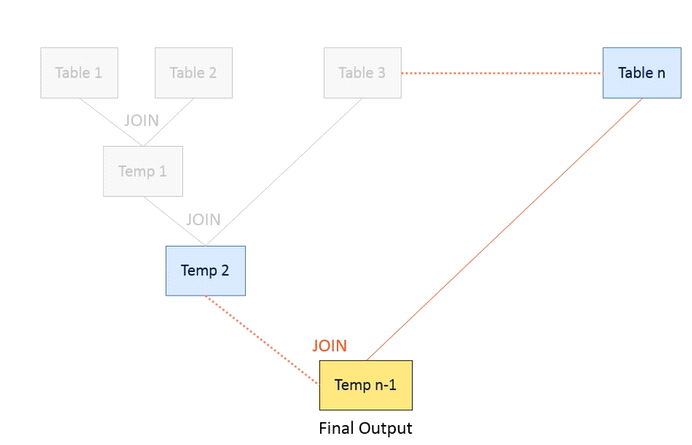 Table 1
Table 2
Table 3
Table n
JOIN
Temp 1
JOIN
Temp 2
JOIN
Temp n-1
Final Output